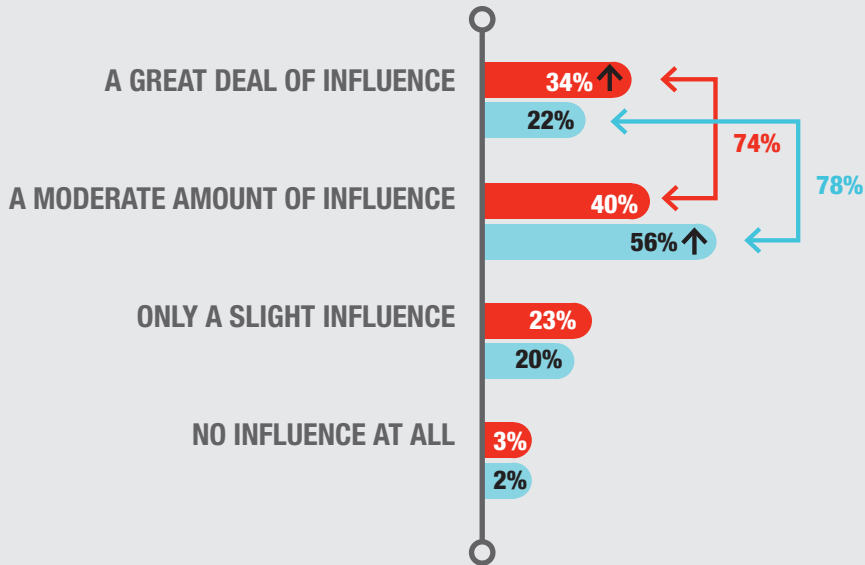 A GREAT DEAL OF INFLUENCE
34%
22%
74%
A MODERATE AMOUNT OF INFLUENCE
40%
78%
56%
ONLY A SLIGHT INFLUENCE
23%
20%
NO INFLUENCE AT ALL
3%
2%